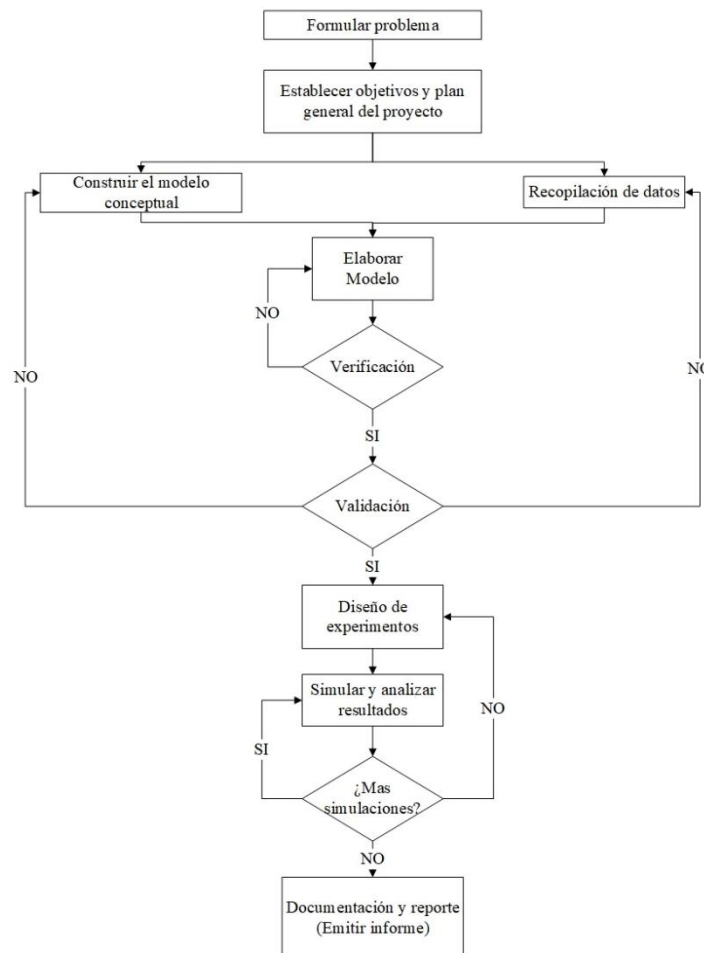 Formular problema
Establecer objetivos y plan
general del proyecto
Construir el modelo
conceptual
Recopilación de datos
Elaborar
Modelo
NO
Verificación
NO
NO
SI
Validación
SI
Diseño de
experimentos
Simular y analizar
resultados
NO
SI
¿Mas
simulaciones?
NO
Documentación y reporte
(Emitir informe)